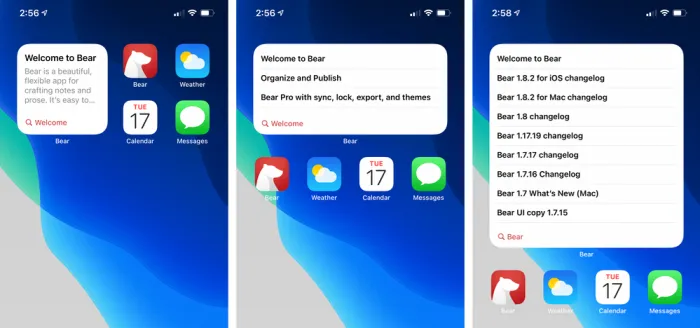 2:56
Welcome to Bear
Bear is a beautiful,
flexible app for
crafting notes and
prose. It's easy to...
Welcome
Bear
Bear
Weather
TUE
17
Calendar
Messages
2:56
Welcome to Bear
Organize and Publish
Bear Pro with sync, lock, export, and themes
Welcome
Bear
Bear
Weather
TUE
17
Calendar
Messages
2:58
Welcome to Bear
Bear 1.8.2 for iOS changelog
Bear 1.8.2 for Mac changelog
Bear 1.8 changelog
Bear 1.17.19 changelog
Bear 1.7.17 changelog
Bear 1.7.16 Changelog
Bear 1.7 What's New (Mac)
Bear UI copy 1.7.15
Bear
Bear
Bear
Weather
TUE
17
Calendar
Messages